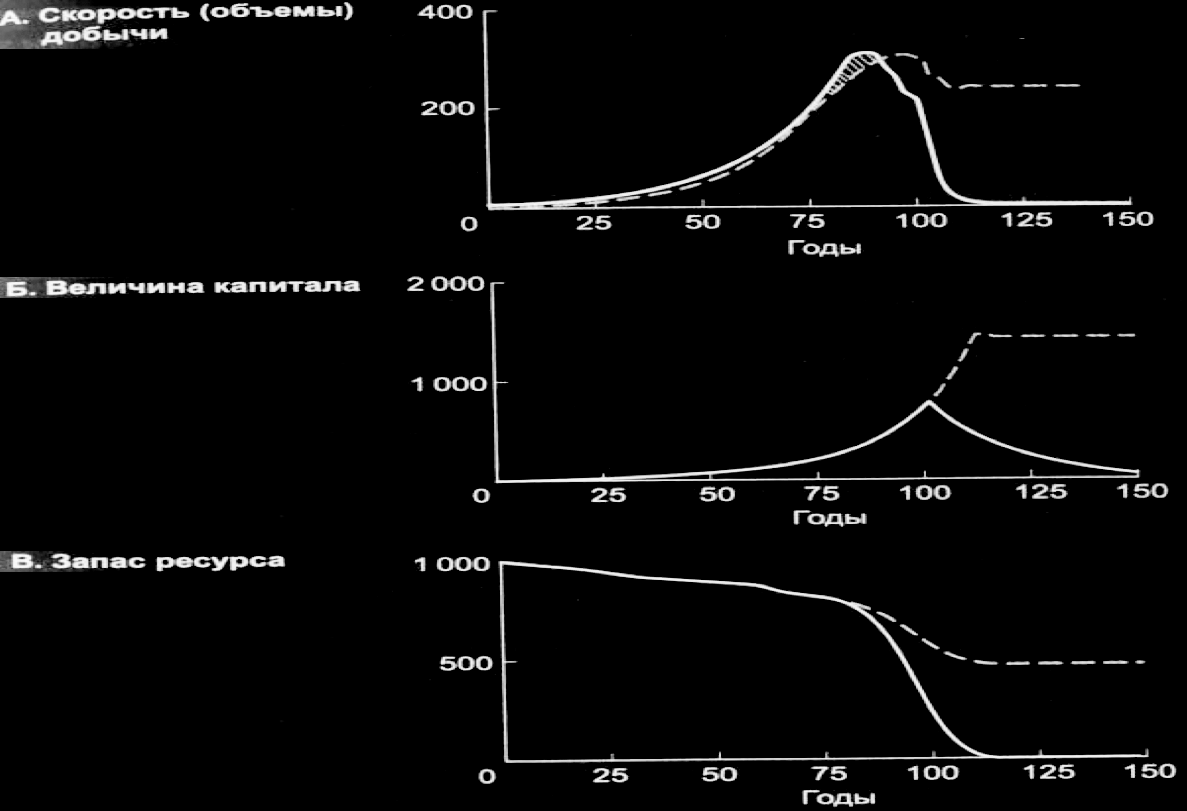 А. Скорость (объемы)
добычи
400
200
0 25 50 75 100 125 150
Годы
Б. Величина капитала
2 000
1 000
0 25 50 75 100 125 150
Годы
В. Запас ресурса
1 000
500
0 25 50 75 100 125 150
Годы